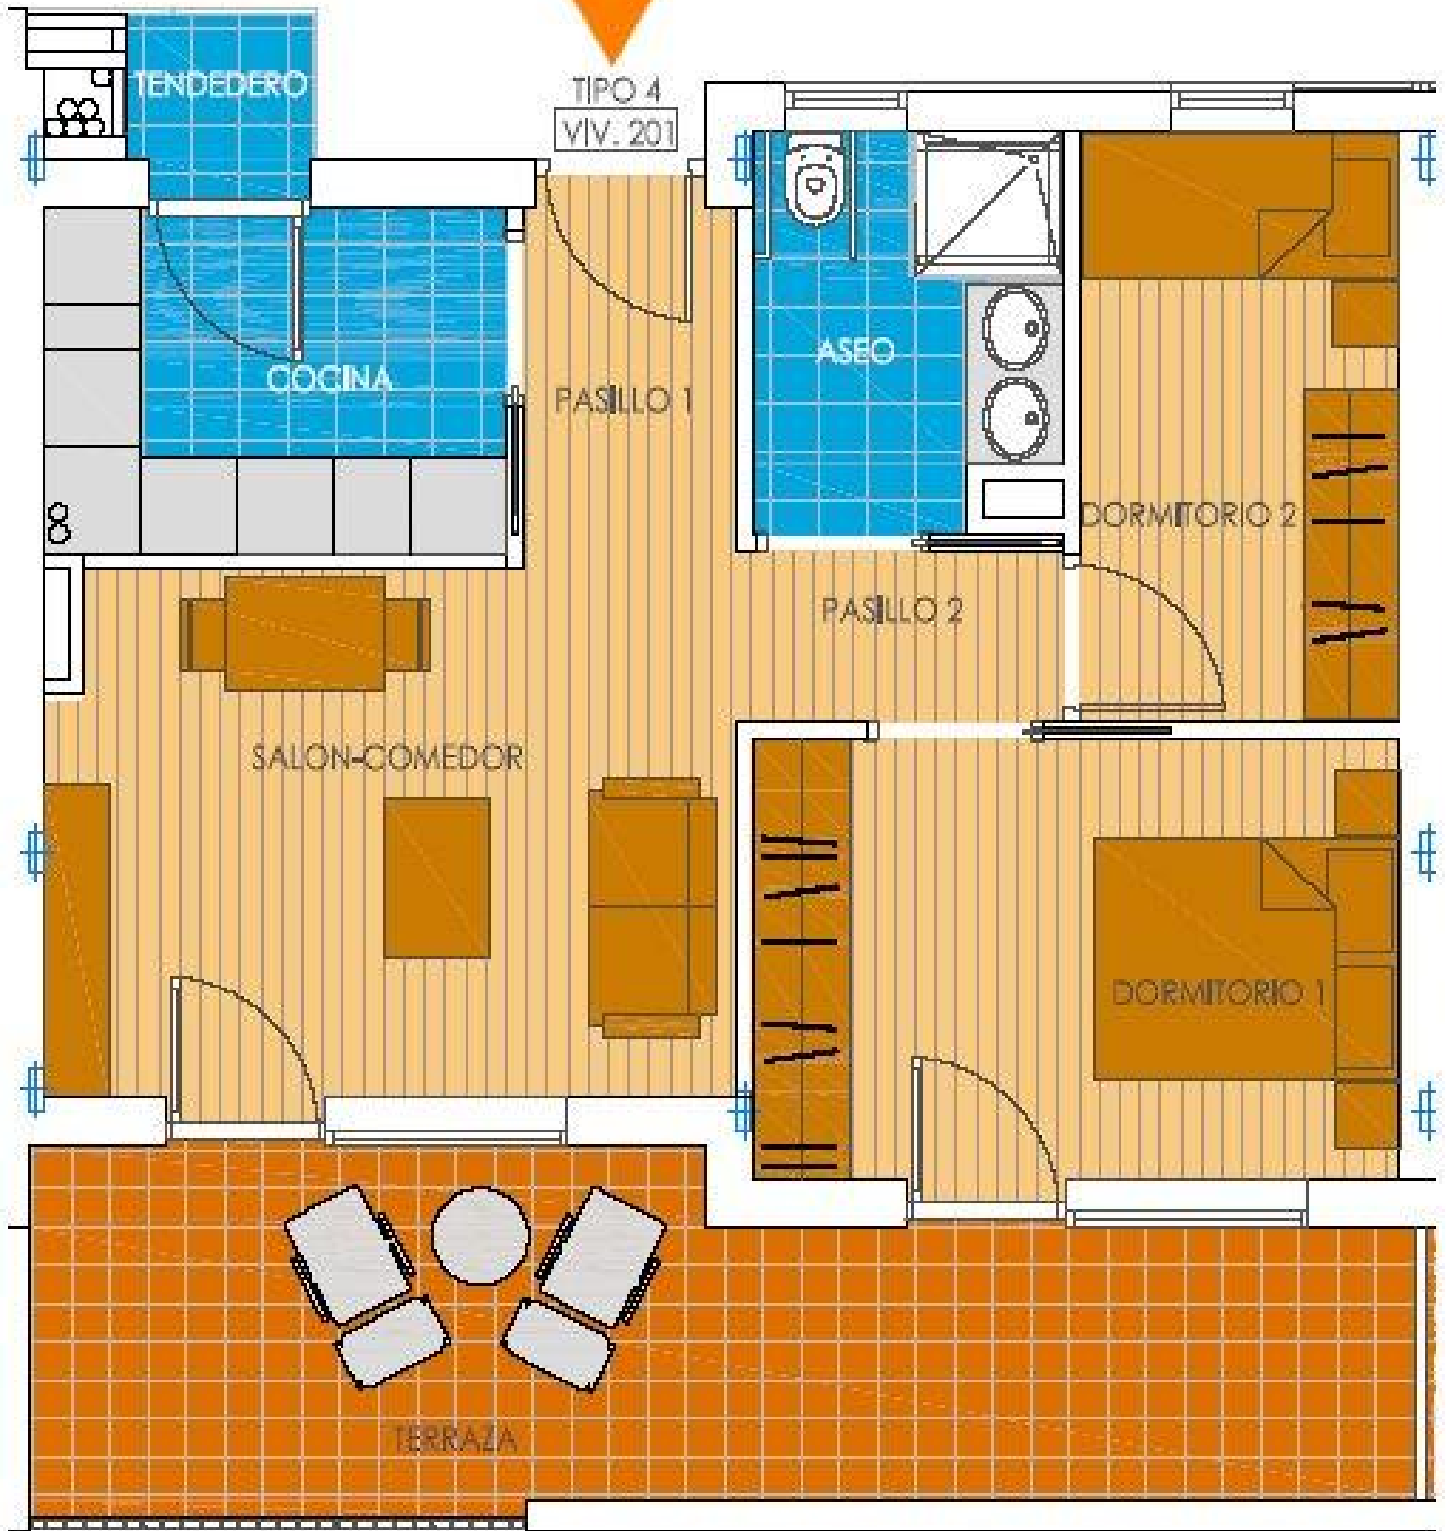 TENDEDERO
TIPO 4
VIV. 201
COCINA
PASILLO 1
ASEO
DORMITORIO 2
PASILLO 2
SALON-COMEDOR
DORMITORIO 1
TERRAZA